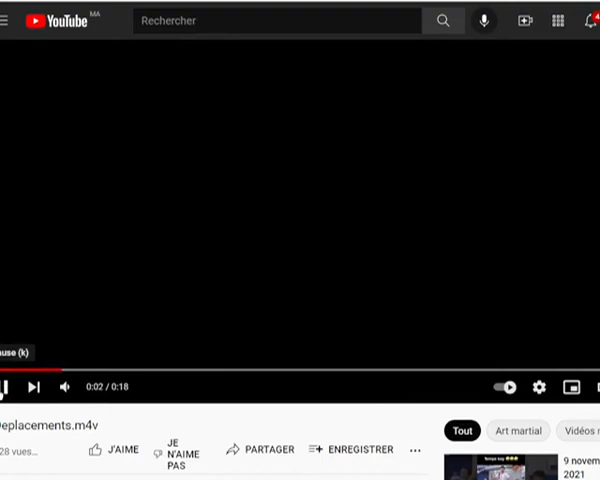 YouTube MA
Rechercher
4
ause (k)
0:02 / 0:18
eplacements.m4v
28 vues...
J'AIME
JE N'AIME PAS
PARTAGER
ENREGISTRER
...
Tout
Art martial
Vidéos
9 novem
2021